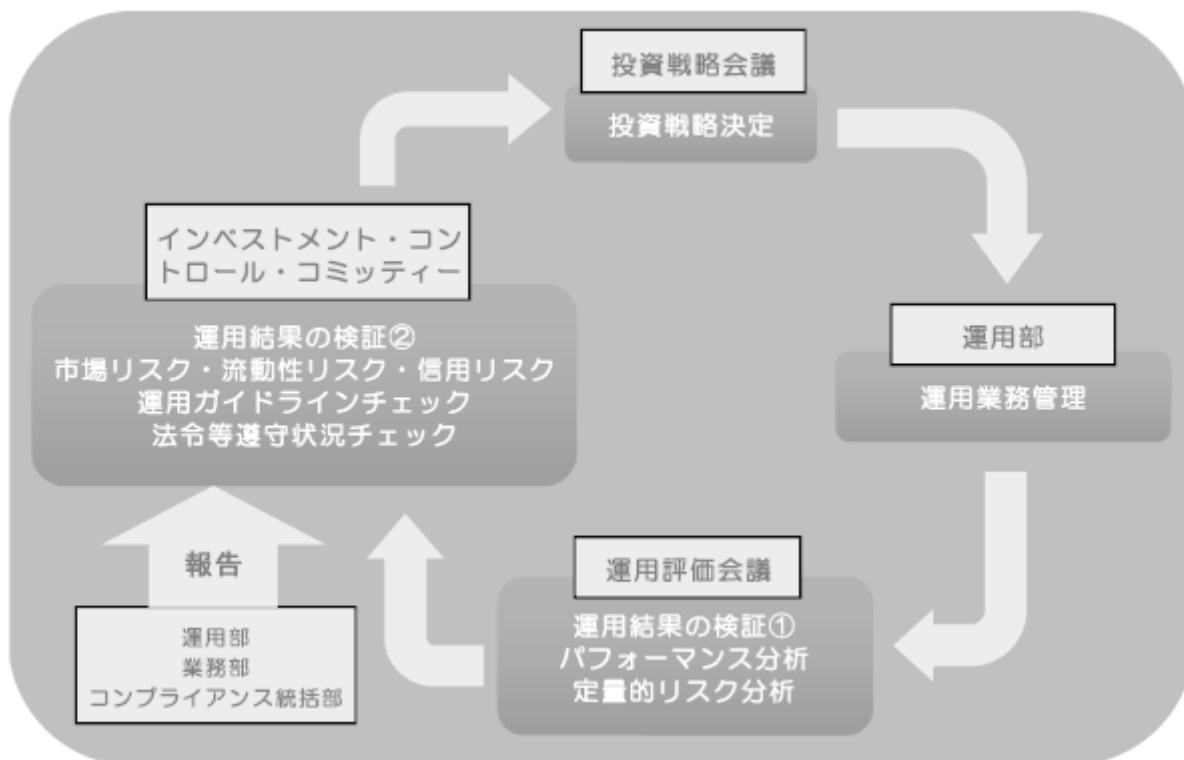 投資戦略会議
投資戦略決定
インベストメント・コン
トロール・コミッティー
運用結果の検証②
市場リスク・流動性リスク・信用リスク
運用ガイドラインチェック
法令等遵守状況チェック
運用部
運用業務管理
運用評価会議
運用結果の検証①
パフォーマンス分析
定量的リスク分析
報告
運用部
業務部
コンプライアンス統括部